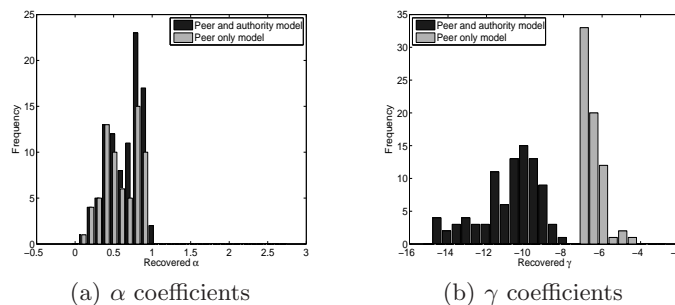 25
20
15
10
5
0
Frequency
-0.5 0 0.5 1 1.5 2 2.5 3
Recovered α
Peer and authority model
Peer only model
(a) α coefficients
35
30
25
20
15
10
5
0
Frequency
-16 -14 -12 -10 -8 -6 -4 -2
Recovered γ
Peer and authority model
Peer only model
(b) γ coefficients